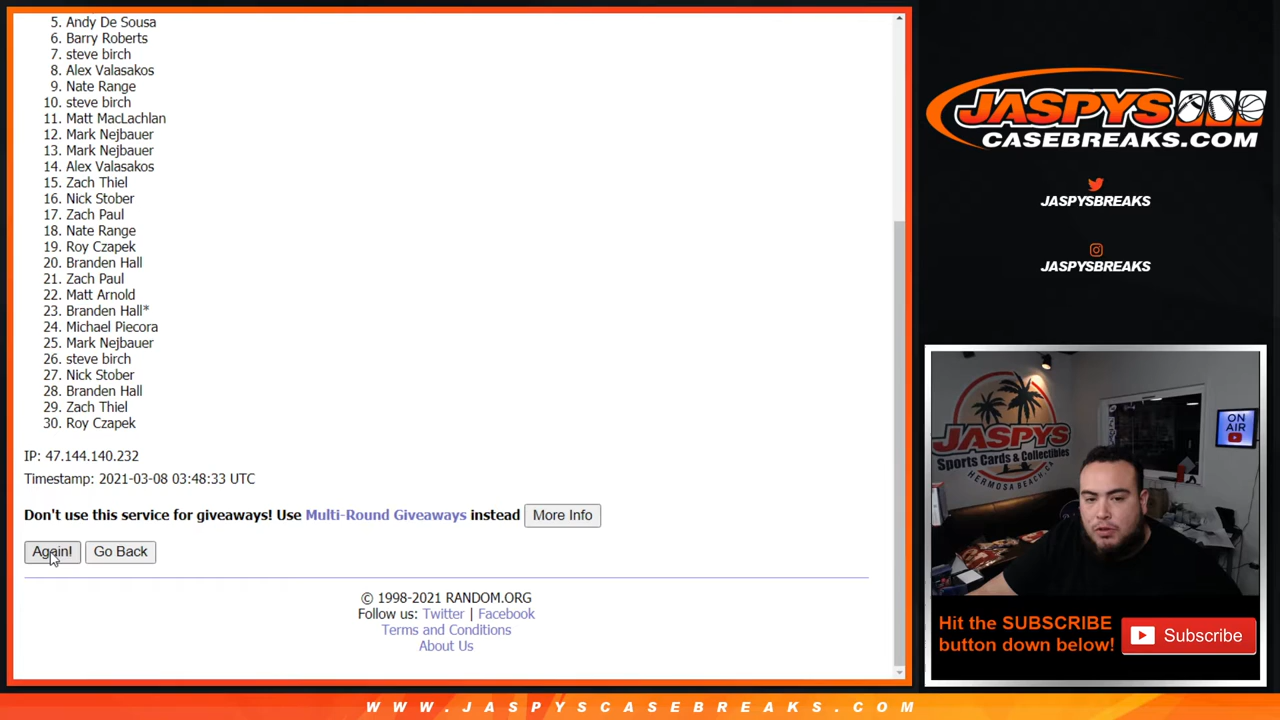 5. Andy De Sousa
6. Barry Roberts
7. steve birch
8. Alex Valasakos
9. Nate Range
10. steve birch
11. Matt MacLachlan
12. Mark Nejbauer
13. Mark Nejbauer
14. Alex Valasakos
15. Zach Thiel
16. Nick Stober
17. Zach Paul
18. Nate Range
19. Roy Czapek
20. Branden Hall
21. Zach Paul
22. Matt Arnold
23. Branden Hall*
24. Michael Piecora
25. Mark Nejbauer
26. steve birch
27. Nick Stober
28. Branden Hall
29. Zach Thiel
30. Roy Czapek
IP: 47.144.140.232
Timestamp: 2021-03-08 03:48:33 UTC
Don't use this service for giveaways! Use Multi-Round Giveaways instead More Info
Again! Go Back
© 1998-2021 RANDOM.ORG
Follow us: Twitter | Facebook
Terms and Conditions
About Us
JASPYS
CASEBREAKS.COM
JASPYSBREAKS
JASPYSBREAKS
JASPYS
Sports Cards & Collectibles
HERMOSA BEACH, CA
ON
AIR
Hit the SUBSCRIBE
button down below!
Subscribe
WWW.JASPYSCASEBREAKS.COM